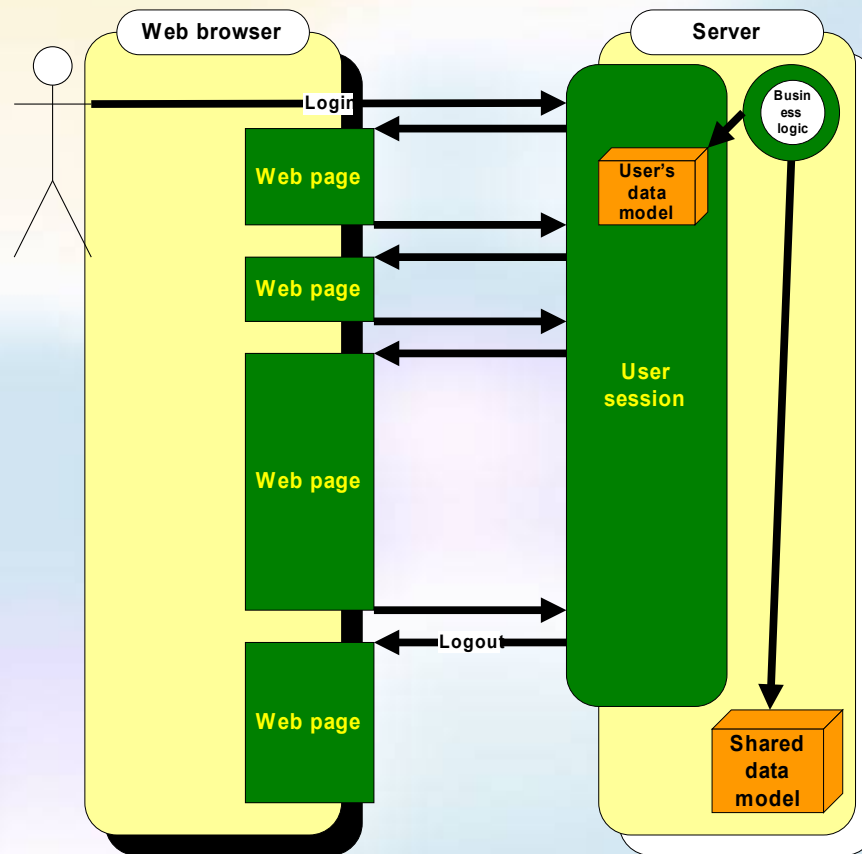 Web browser
Server
Login
Busin
ess
logic
Web page
User's
data
model
Web page
User
session
Web page
Logout
Web page
Shared
data
model